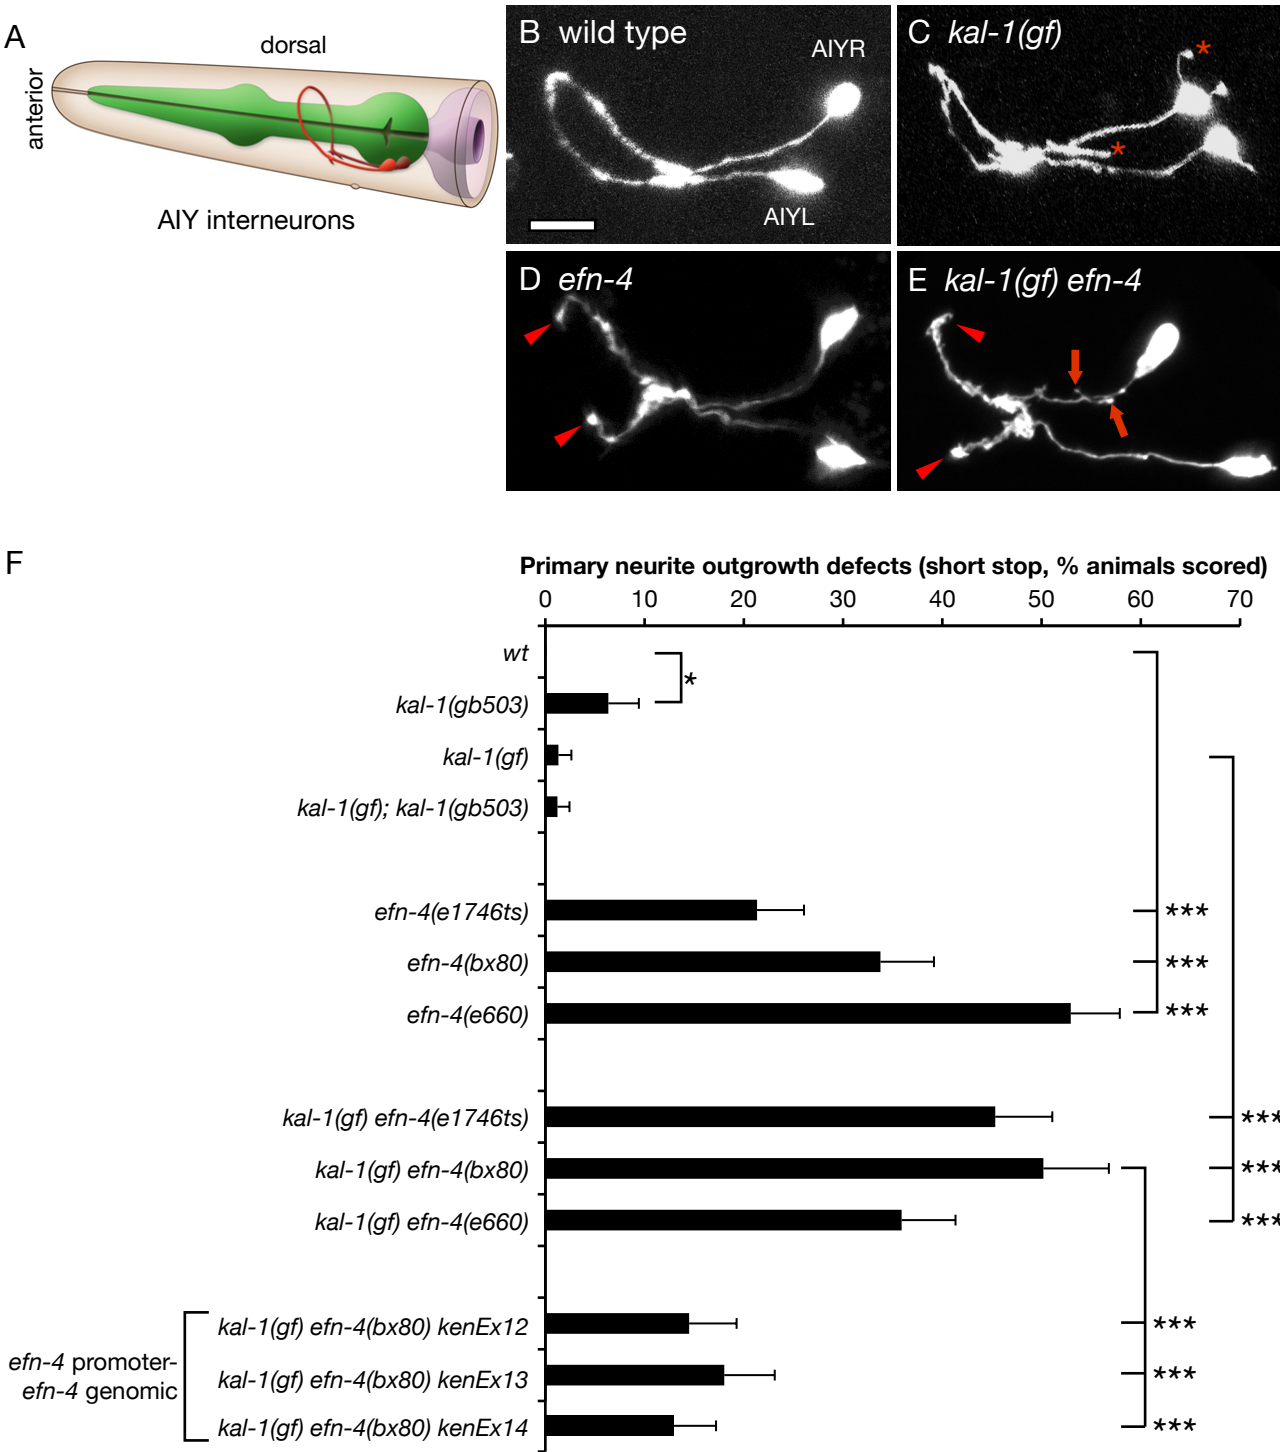 A
dorsal
anterior
AIY interneurons
B wild type
AIYR
AIYL
C kal-1(gf)
*
*
D efn-4
E kal-1(gf) efn-4
F
Primary neurite outgrowth defects (short stop, % animals scored)
0 10 20 30 40 50 60 70
wt
*
kal-1(gb503)
kal-1(gf)
kal-1(gf); kal-1(gb503)
efn-4(e1746ts) ***
efn-4(bx80) ***
efn-4(e660) ***
kal-1(gf) efn-4(e1746ts) ***
kal-1(gf) efn-4(bx80) ***
kal-1(gf) efn-4(e660) ***
efn-4 promoter-
efn-4 genomic
kal-1(gf) efn-4(bx80) kenEx12 ***
kal-1(gf) efn-4(bx80) kenEx13 ***
kal-1(gf) efn-4(bx80) kenEx14 ***